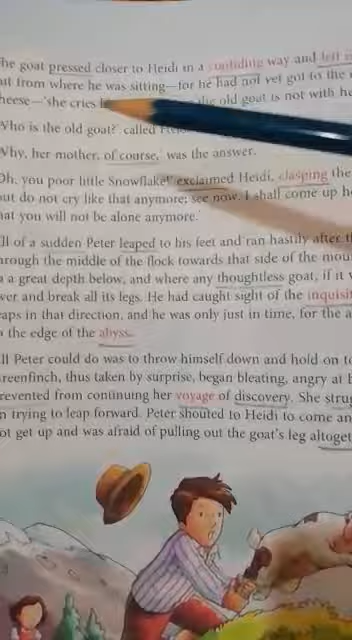 he goat pressed closer to Heidi in a confiding way and left
from where he was sitting—for he had not yet got to the
heese—'she cries old goat is not with he
Who is the old goat?' called
Why, her mother, of course,' was the answer.
Oh, you poor little Snowflake!' exclaimed Heidi, clasping the
ut do not cry like that anymore; see now, I shall come up he
hat you will not be alone anymore.'
ll of a sudden Peter leaped to his feet and ran hastily after th
hrough the middle of the flock towards that side of the mou
a great depth below, and where any thoughtless goat, if it
ver and break all its legs. He had caught sight of the inquisit
eaps in that direction, and he was only just in time, for the a
the edge of the abyss.
ll Peter could do was to throw himself down and hold on to
reenfinch, thus taken by surprise, began bleating, angry at b
revented from continuing her voyage of discovery. She strug
n trying to leap forward. Peter shouted to Heidi to come an
ot get up and was afraid of pulling out the goat's leg altoget